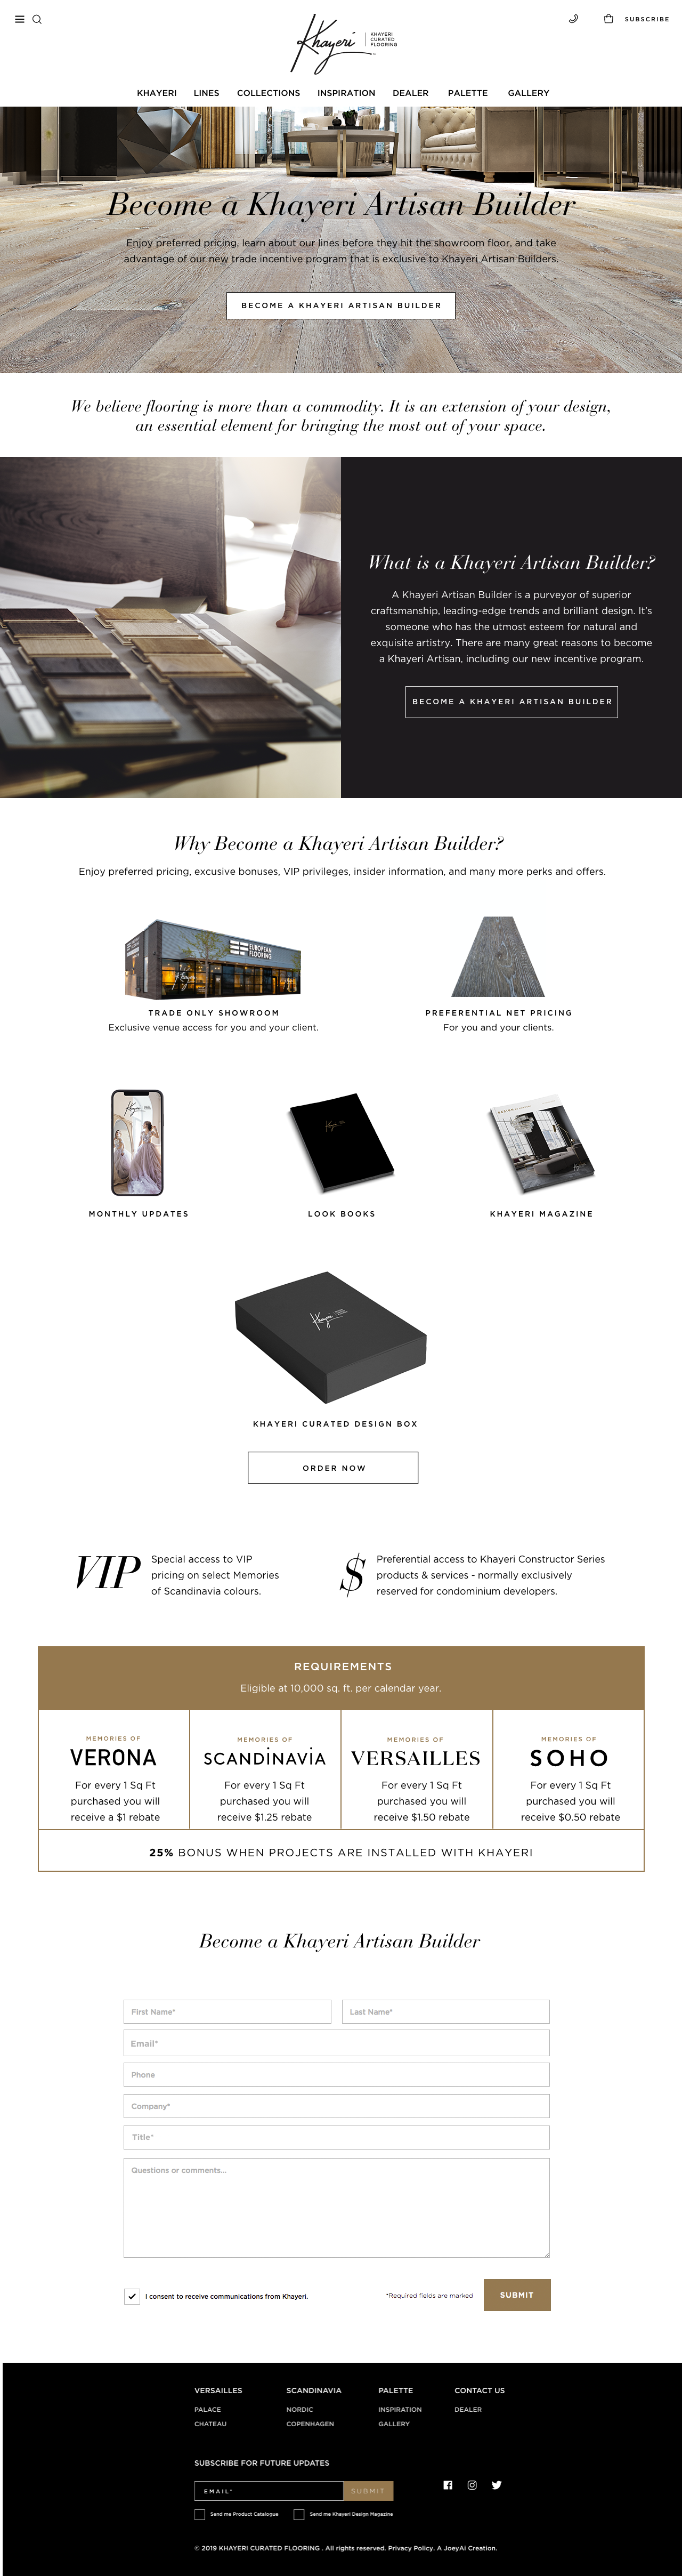 Khayeri
KHAYERI
CURATED
FLOORING
SUBSCRIBE
KHAYERI LINES COLLECTIONS INSPIRATION DEALER PALETTE GALLERY
Become a Khayeri Artisan Builder
Enjoy preferred pricing, learn about our lines before they hit the showroom floor, and take
advantage of our new trade incentive program that is exclusive to Khayeri Artisan Builders.
BECOME A KHAYERI ARTISAN BUILDER
We believe flooring is more than a commodity. It is an extension of your design,
an essential element for bringing the most out of your space.
What is a Khayeri Artisan Builder?
A Khayeri Artisan Builder is a purveyor of superior
craftsmanship, leading-edge trends and brilliant design. It's
someone who has the utmost esteem for natural and
exquisite artistry. There are many great reasons to become
a Khayeri Artisan, including our new incentive program.
BECOME A KHAYERI ARTISAN BUILDER
Why Become a Khayeri Artisan Builder?
Enjoy preferred pricing, excusive bonuses, VIP privileges, insider information, and many more perks and offers.
EUROPEAN
FLOORING
Khayeri
TRADE ONLY SHOWROOM
Exclusive venue access for you and your client.
PREFERENTIAL NET PRICING
For you and your clients.
Khayeri
Khayeri
DESIGN
MONTHLY UPDATES
LOOK BOOKS
KHAYERI MAGAZINE
Khayeri
KHAYERI CURATED DESIGN BOX
ORDER NOW
VIP
Special access to VIP
pricing on select Memories
of Scandinavia colours.
$
Preferential access to Khayeri Constructor Series
products & services - normally exclusively
reserved for condominium developers.
REQUIREMENTS
Eligible at 10,000 sq. ft. per calendar year.
MEMORIES OF
VERONA
For every 1 Sq Ft
purchased you will
receive a $1 rebate
MEMORIES OF
SCANDiNAViA
For every 1 Sq Ft
purchased you will
receive $1.25 rebate
MEMORIES OF
VERSAILLES
For every 1 Sq Ft
purchased you will
receive $1.50 rebate
MEMORIES OF
SOHO
For every 1 Sq Ft
purchased you will
receive $0.50 rebate
25% BONUS WHEN PROJECTS ARE INSTALLED WITH KHAYERI
Become a Khayeri Artisan Builder
First Name*
Last Name*
Email*
Phone
Company*
Title*
Questions or comments...
I consent to receive communications from Khayeri.
*Required fields are marked
SUBMIT
VERSAILLES SCANDINAVIA PALETTE CONTACT US
PALACE NORDIC INSPIRATION DEALER
CHATEAU COPENHAGEN GALLERY
SUBSCRIBE FOR FUTURE UPDATES
EMAIL*
SUBMIT
Send me Product Catalogue
Send me Khayeri Design Magazine
© 2019 KHAYERI CURATED FLOORING . All rights reserved. Privacy Policy. A JoeyAi Creation.